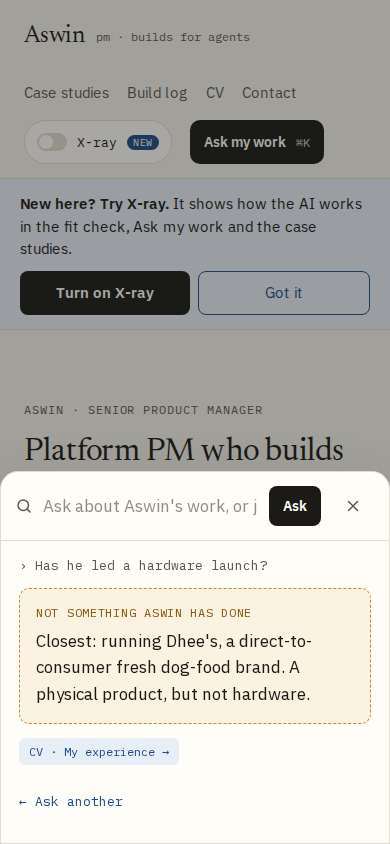 Aswin pm · builds for agents
Case studies Build log CV Contact
X-ray NEW Ask my work ⌘K
New here? Try X-ray. It shows how the AI works
in the fit check, Ask my work and the case
studies.
Turn on X-ray Got it
ASWIN · SENIOR PRODUCT MANAGER
Platform PM who builds
Ask about Aswin's work, or j Ask ×
› Has he led a hardware launch?
NOT SOMETHING ASWIN HAS DONE
Closest: running Dhee's, a direct-to-
consumer fresh dog-food brand. A
physical product, but not hardware.
CV · My experience →
← Ask another